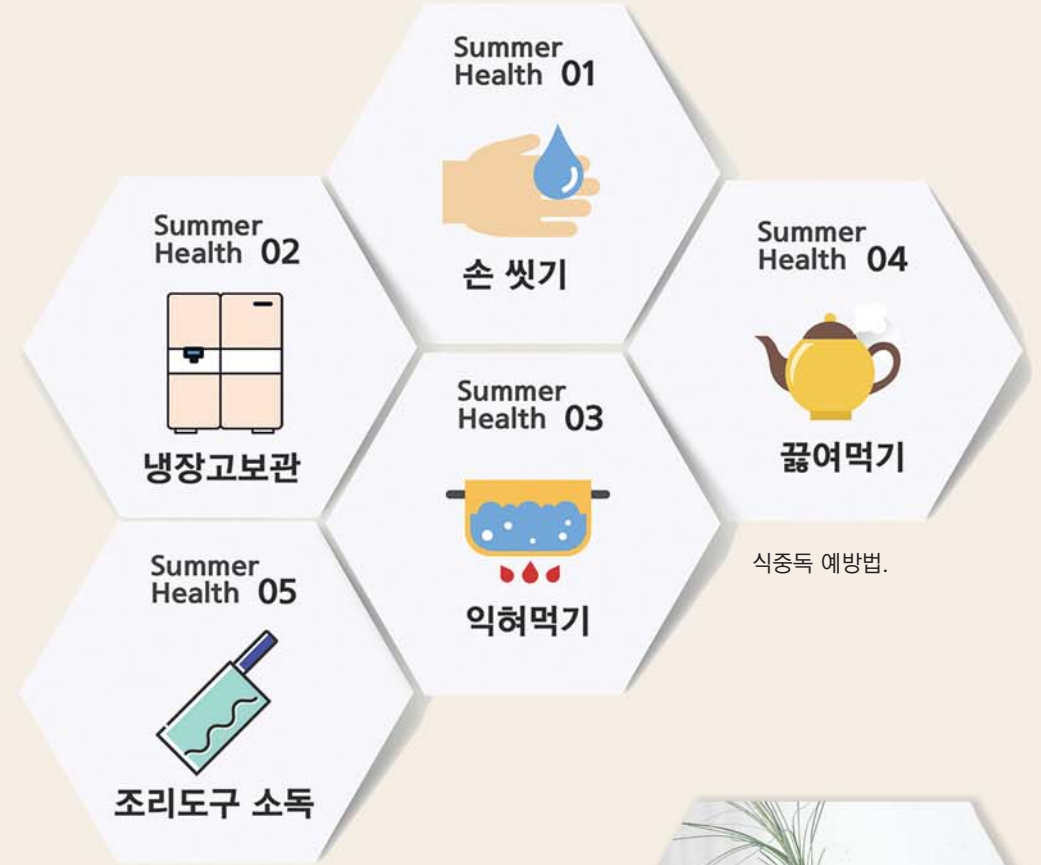 Summer
Health 01
손 씻기
Summer
Health 02
냉장고보관
Summer
Health 03
익혀먹기
Summer
Health 04
끓여먹기
식중독 예방법.
Summer
Health 05
조리도구 소독